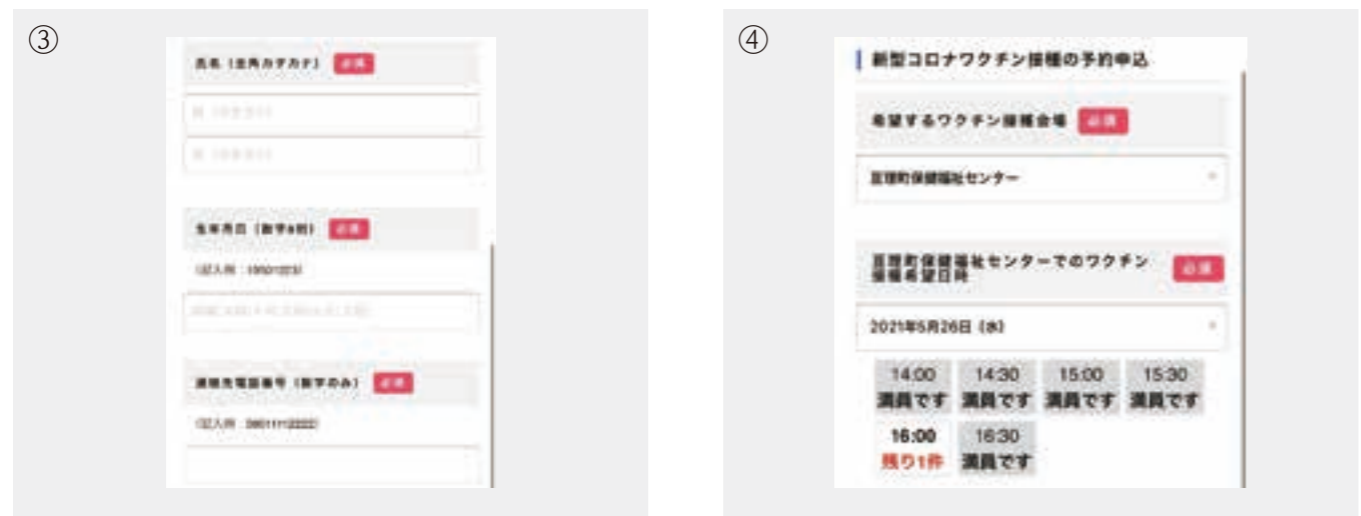 ③
氏名（全角カタカナ） 必須
生年月日（数字8桁） 必須
連絡先電話番号（数字のみ） 必須
④
新型コロナワクチン接種の予約申込
希望するワクチン接種会場 必須
亘理町保健福祉センター
亘理町保健福祉センターでのワクチン
接種希望日時 必須
2021年5月26日（水）
14:00 14:30 15:00 15:30
満員です 満員です 満員です 満員です
16:00 16:30
残り1件 満員です